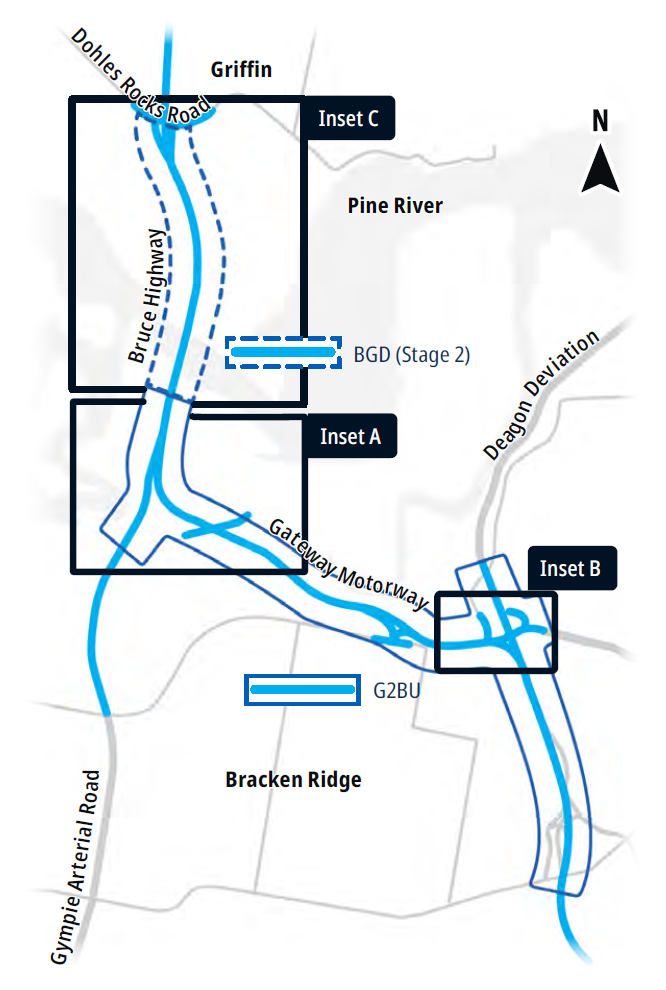 Dohles Rocks Road
Griffin
Inset C
N
Pine River
Bruce Highway
BGD (Stage 2)
Deagon Deviation
Inset A
Gateway Motorway
Inset B
G2BU
Bracken Ridge
Gympie Arterial Road